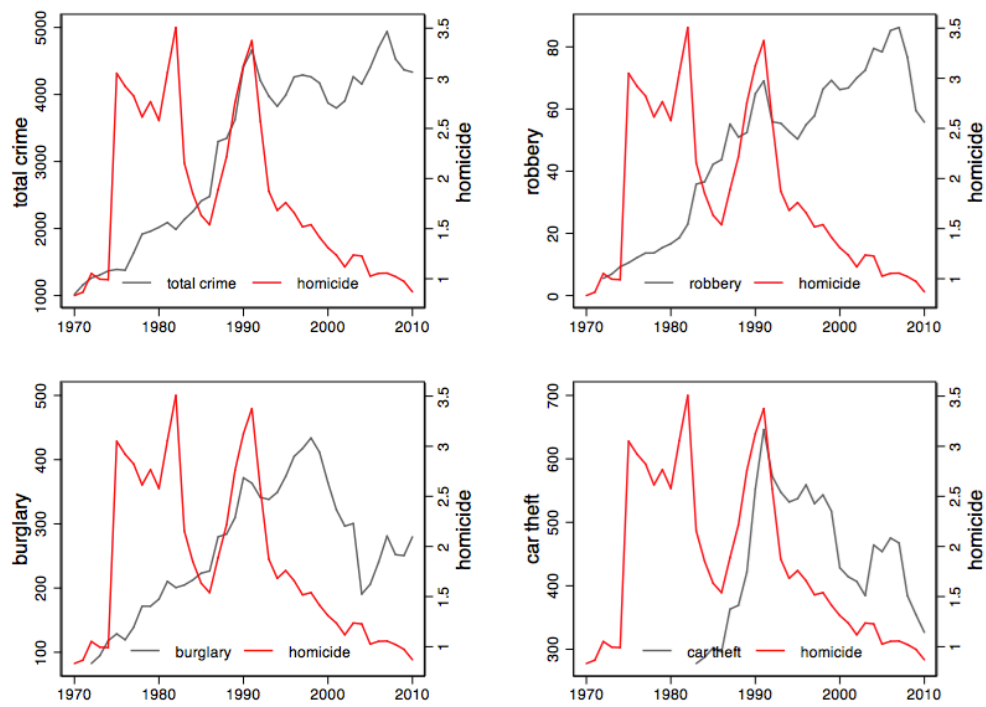 total crime
1000 2000 3000 4000 5000
homicide
1 1.5 2 2.5 3 3.5
total crime homicide
1970 1980 1990 2000 2010
robbery
0 20 40 60 80
homicide
1 1.5 2 2.5 3 3.5
robbery homicide
1970 1980 1990 2000 2010
burglary
100 200 300 400 500
homicide
1 1.5 2 2.5 3 3.5
burglary homicide
1970 1980 1990 2000 2010
car theft
300 400 500 600 700
homicide
1 1.5 2 2.5 3 3.5
car theft homicide
1970 1980 1990 2000 2010